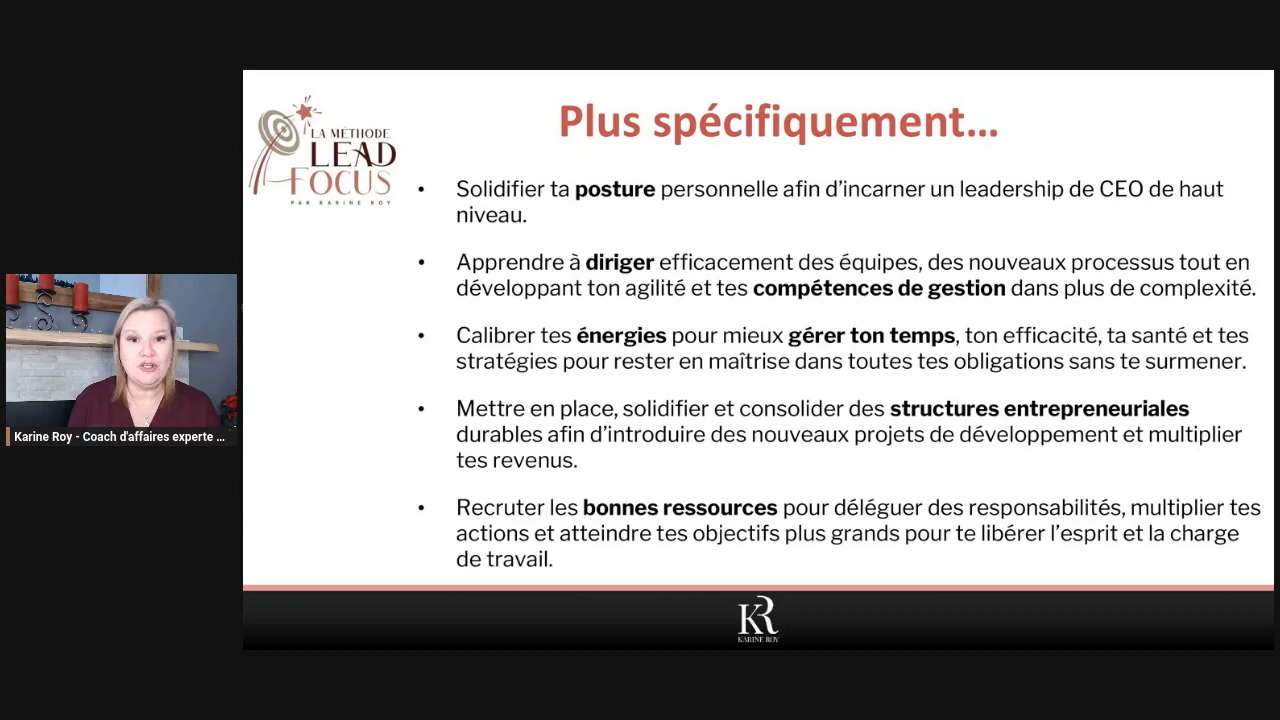 LA MÉTHODE
LEAD
FOCUS
PAR KARINE ROY
Plus spécifiquement…
• Solidifier ta posture personnelle afin d’incarner un leadership de CEO de haut
niveau.
• Apprendre à diriger efficacement des équipes, des nouveaux processus tout en
développant ton agilité et tes compétences de gestion dans plus de complexité.
• Calibrer tes énergies pour mieux gérer ton temps, ton efficacité, ta santé et tes
stratégies pour rester en maîtrise dans toutes tes obligations sans te surmener.
• Mettre en place, solidifier et consolider des structures entrepreneuriales
durables afin d’introduire des nouveaux projets de développement et multiplier
tes revenus.
• Recruter les bonnes ressources pour déléguer des responsabilités, multiplier tes
actions et atteindre tes objectifs plus grands pour te libérer l’esprit et la charge
de travail.
Karine Roy - Coach d'affaires experte ...
KR
KARINE ROY